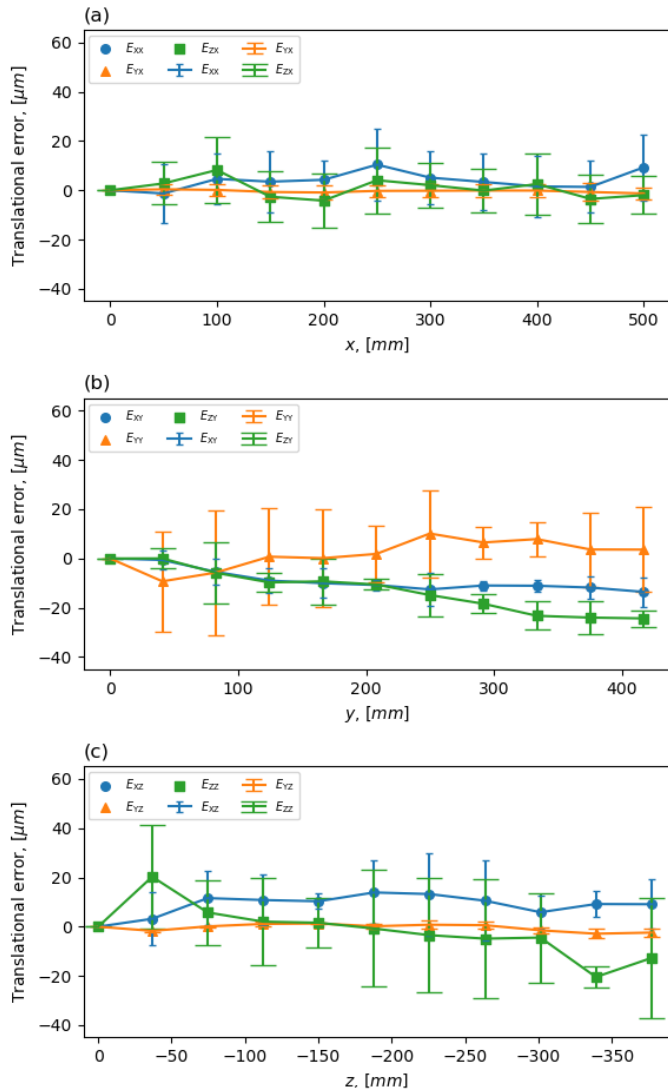 (a)
Translational error, [μm]
60
40
20
0
−20
−40
E_XX E_ZX E_YX
E_YX E_XX E_ZX
0 100 200 300 400 500
x, [mm]
(b)
Translational error, [μm]
60
40
20
0
−20
−40
E_XY E_ZY E_YY
E_YY E_XY E_ZY
0 100 200 300 400
y, [mm]
(c)
Translational error, [μm]
60
40
20
0
−20
−40
E_XZ E_ZZ E_YZ
E_YZ E_XZ E_ZZ
0 −50 −100 −150 −200 −250 −300 −350
z, [mm]